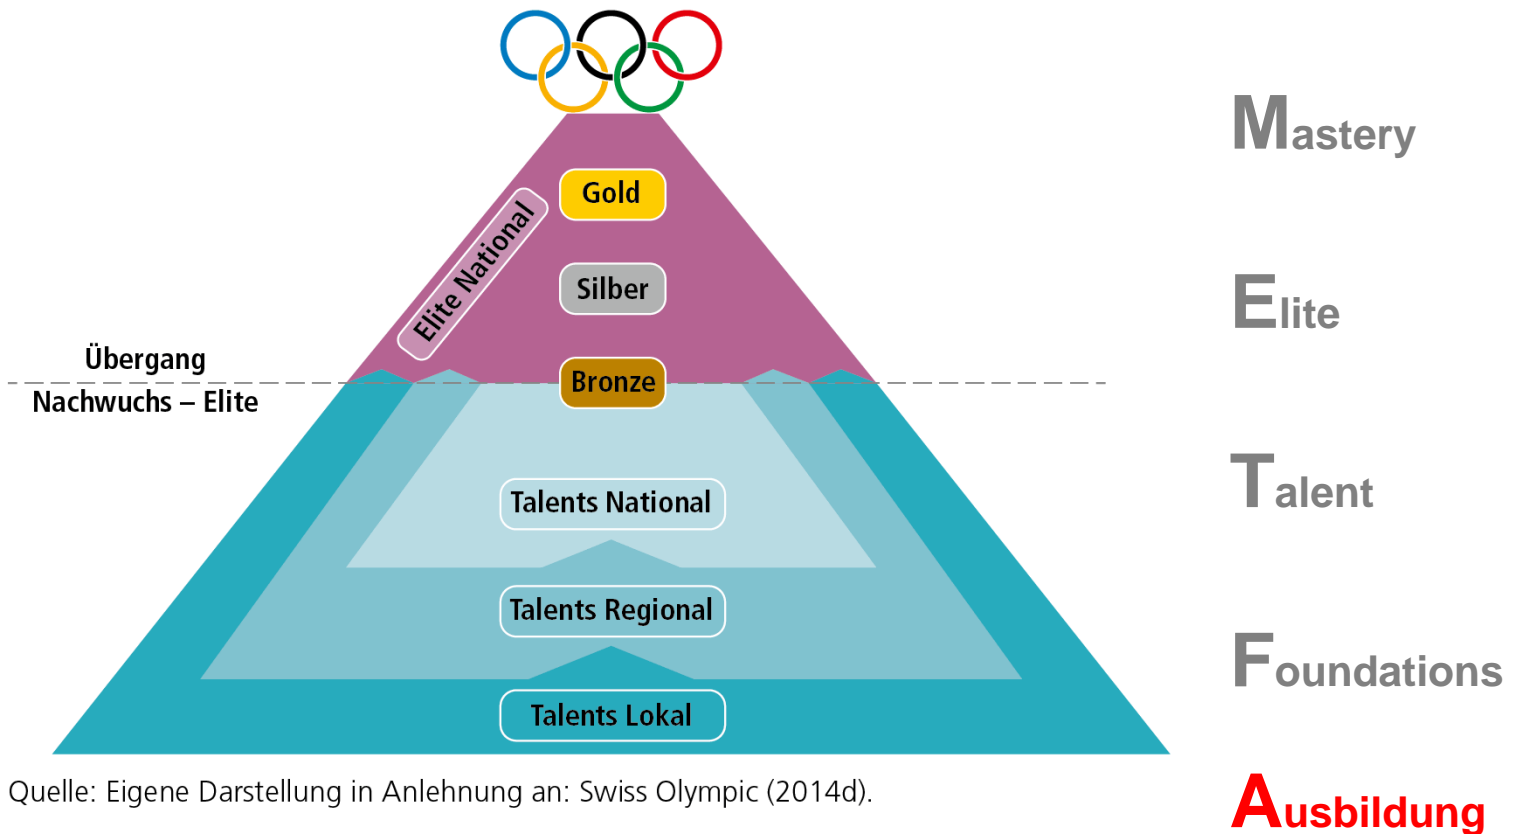 Mastery
Gold
Elite National
Silber
Elite
Übergang
Bronze
Nachwuchs – Elite
Talents National
Talent
Talents Regional
Foundations
Talents Lokal
Quelle: Eigene Darstellung in Anlehnung an: Swiss Olympic (2014d).
Ausbildung